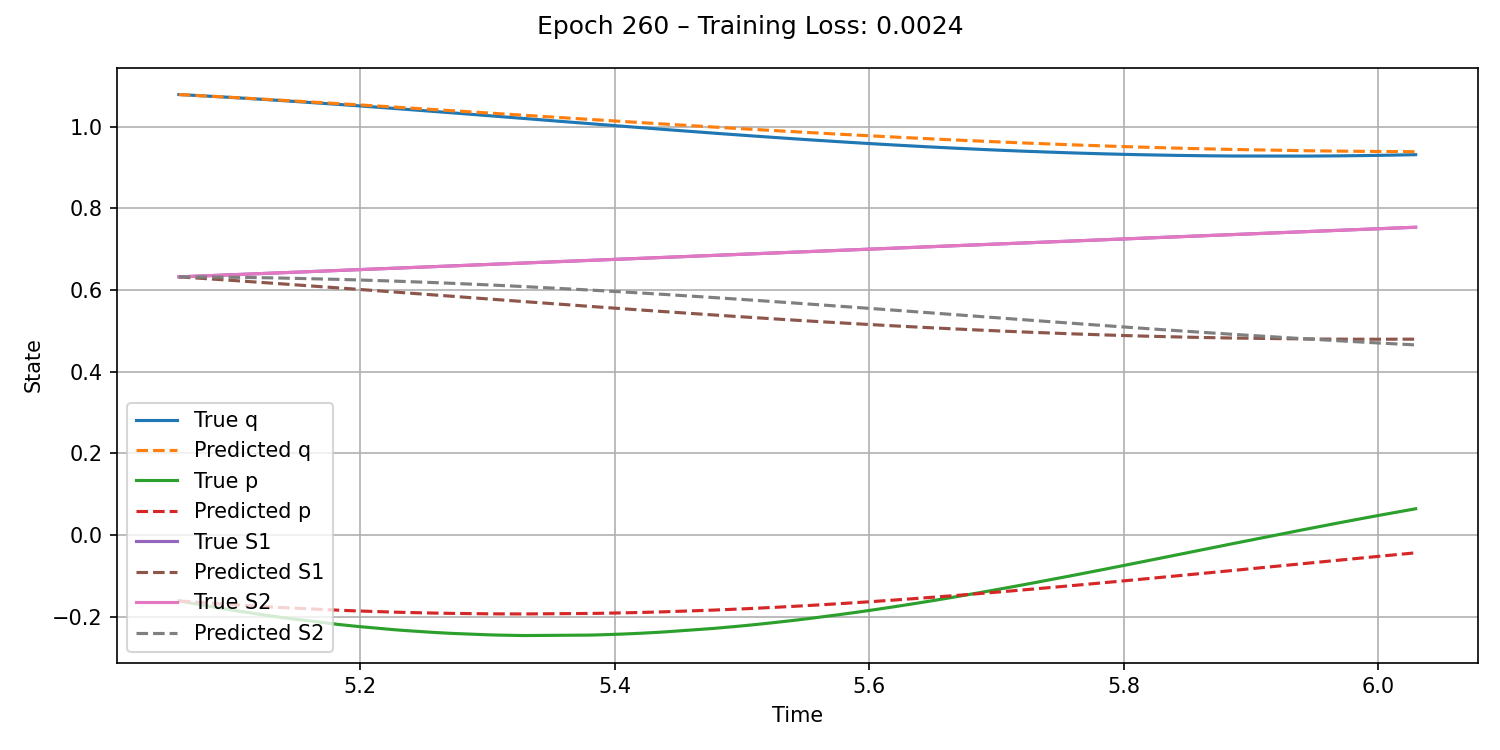 Epoch 260 – Training Loss: 0.0024
1.0
0.8
0.6
0.4
0.2
0.0
−0.2
State
True q
Predicted q
True p
Predicted p
True S1
Predicted S1
True S2
Predicted S2
5.2
5.4
5.6
5.8
6.0
Time